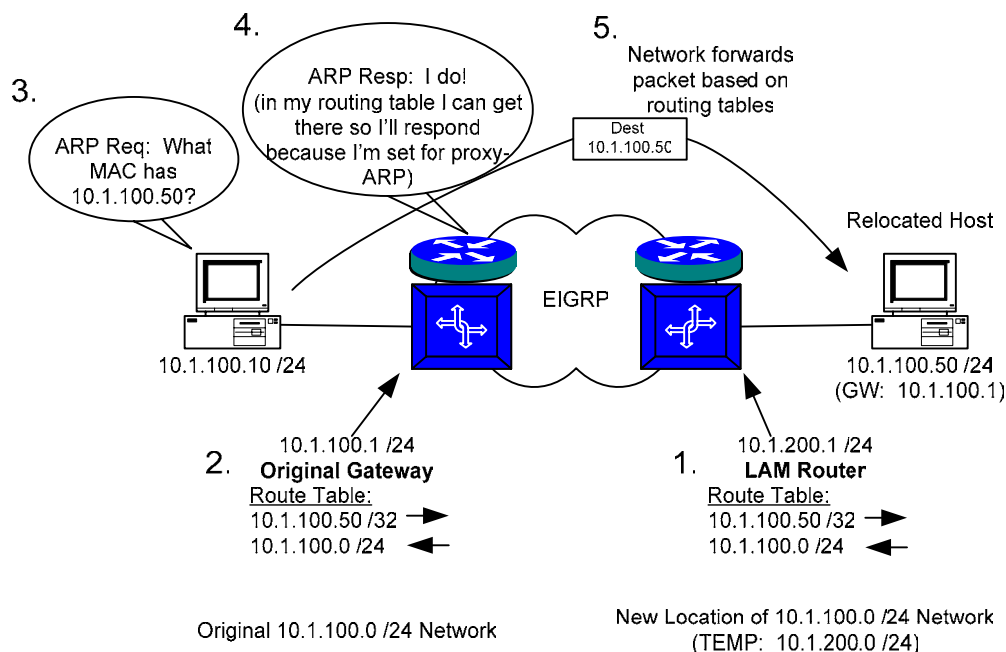 4.
ARP Resp:  I do!
(in my routing table I can get
there so I'll respond
because I'm set for proxy-
ARP)
5.
Network forwards
packet based on
routing tables
3.
ARP Req:  What
MAC has
10.1.100.50?
Dest
10.1.100.50
Relocated Host
EIGRP
10.1.100.10 /24
10.1.100.50 /24
(GW:  10.1.100.1)
2.
10.1.100.1 /24
Original Gateway
Route Table:
10.1.100.50 /32
10.1.100.0 /24
1.
10.1.200.1 /24
LAM Router
Route Table:
10.1.100.50 /32
10.1.100.0 /24
Original 10.1.100.0 /24 Network
New Location of 10.1.100.0 /24 Network
(TEMP:  10.1.200.0 /24)